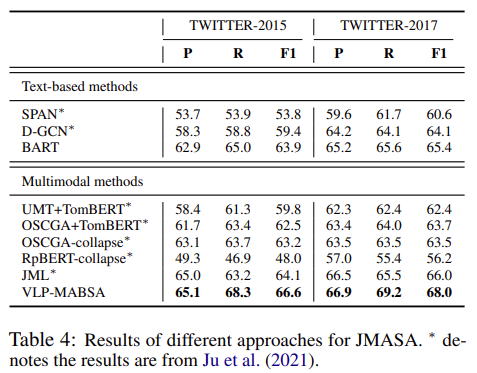 TWITTER-2015 TWITTER-2017
P R F1 P R F1
Text-based methods
SPAN* 53.7 53.9 53.8 59.6 61.7 60.6
D-GCN* 58.3 58.8 59.4 64.2 64.1 64.1
BART 62.9 65.0 63.9 65.2 65.6 65.4
Multimodal methods
UMT+TomBERT* 58.4 61.3 59.8 62.3 62.4 62.4
OSCGA+TomBERT* 61.7 63.4 62.5 63.4 64.0 63.7
OSCGA-collapse* 63.1 63.7 63.2 63.5 63.5 63.5
RpBERT-collapse* 49.3 46.9 48.0 57.0 55.4 56.2
JML* 65.0 63.2 64.1 66.5 65.5 66.0
VLP-MABSA 65.1 68.3 66.6 66.9 69.2 68.0
Table 4: Results of different approaches for JMASA. * de-
notes the results are from Ju et al. (2021).